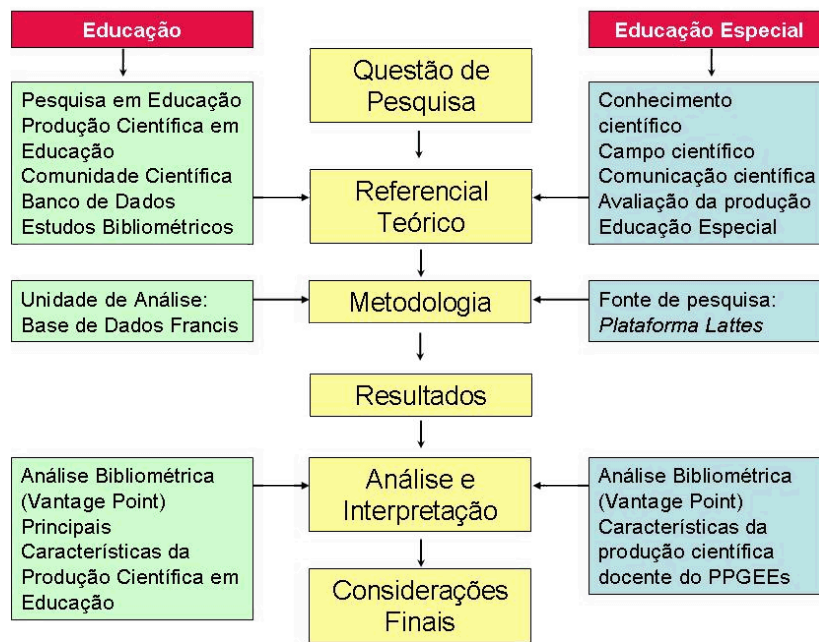 Educação
Pesquisa em Educação
Produção Científica em
Educação
Comunidade Científica
Banco de Dados
Estudos Bibliométricos
Unidade de Análise:
Base de Dados Francis
Análise Bibliométrica
(Vantage Point)
Principais
Características da
Produção Científica em
Educação
Questão de
Pesquisa
Referencial
Teórico
Metodologia
Resultados
Análise e
Interpretação
Considerações
Finais
Educação Especial
Conhecimento
científico
Campo científico
Comunicação científica
Avaliação da produção
Educação Especial
Fonte de pesquisa:
Plataforma Lattes
Análise Bibliométrica
(Vantage Point)
Características da
produção científica
docente do PPGEEs